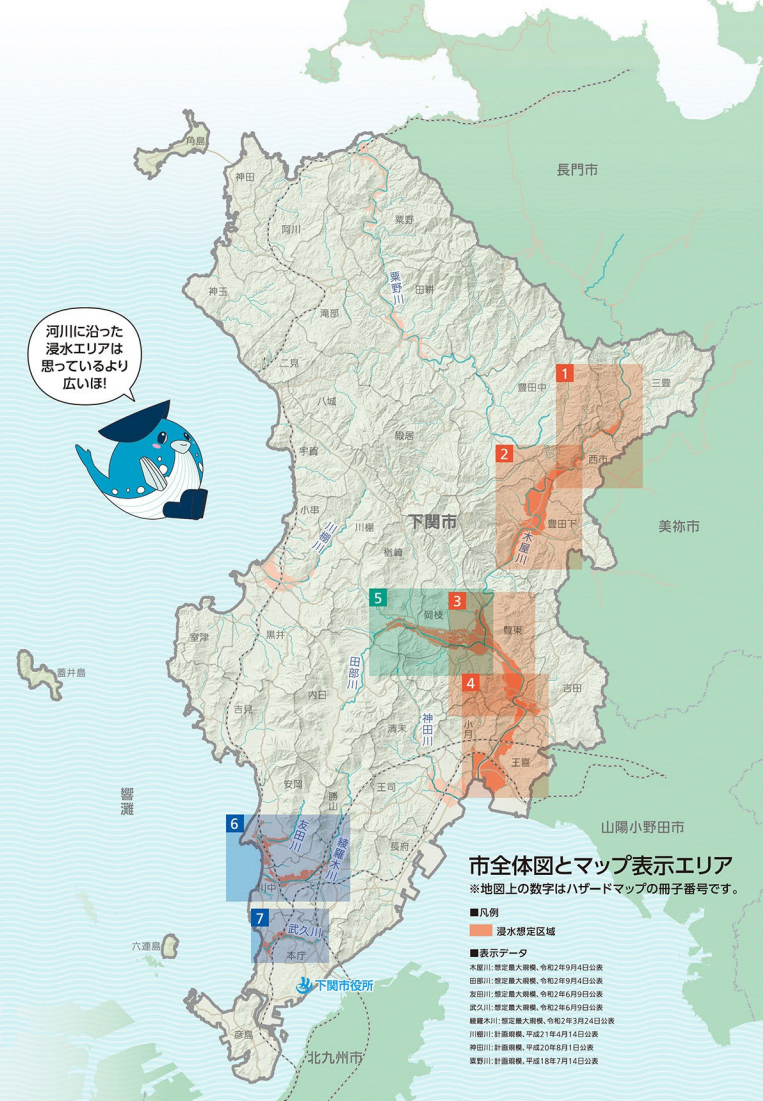 長門市
角島
神田
粟野
阿川
粟野川
田耕
神玉
滝部
河川に沿った
浸水エリアは
思っているより
広いほ!
二見
豊田中
1
三豊
八城
殿居
宇賀
2
西市
小串
川棚
川棚川
下関市
豊田下
美祢市
楢崎
木屋川
5
3
岡枝
豊東
室津
黒井
蓋井島
田部川
4
吉田
内日
吉見
神田川
清末
小月
王喜
安岡
勝山
王司
響灘
6
友田川
綾羅木川
長府
山陽小野田市
川中
市全体図とマップ表示エリア
※地図上の数字はハザードマップの冊子番号です。
7
武久川
本庁
六連島
下関市役所
彦島
北九州市
■凡例
浸水想定区域
■表示データ
木屋川:想定最大規模、令和2年9月4日公表
田部川:想定最大規模、令和2年9月4日公表
友田川:想定最大規模、令和2年6月9日公表
武久川:想定最大規模、令和2年6月9日公表
綾羅木川:想定最大規模、令和2年3月24日公表
川棚川:計画規模、平成21年4月14日公表
神田川:計画規模、平成20年8月1日公表
粟野川:計画規模、平成18年7月14日公表